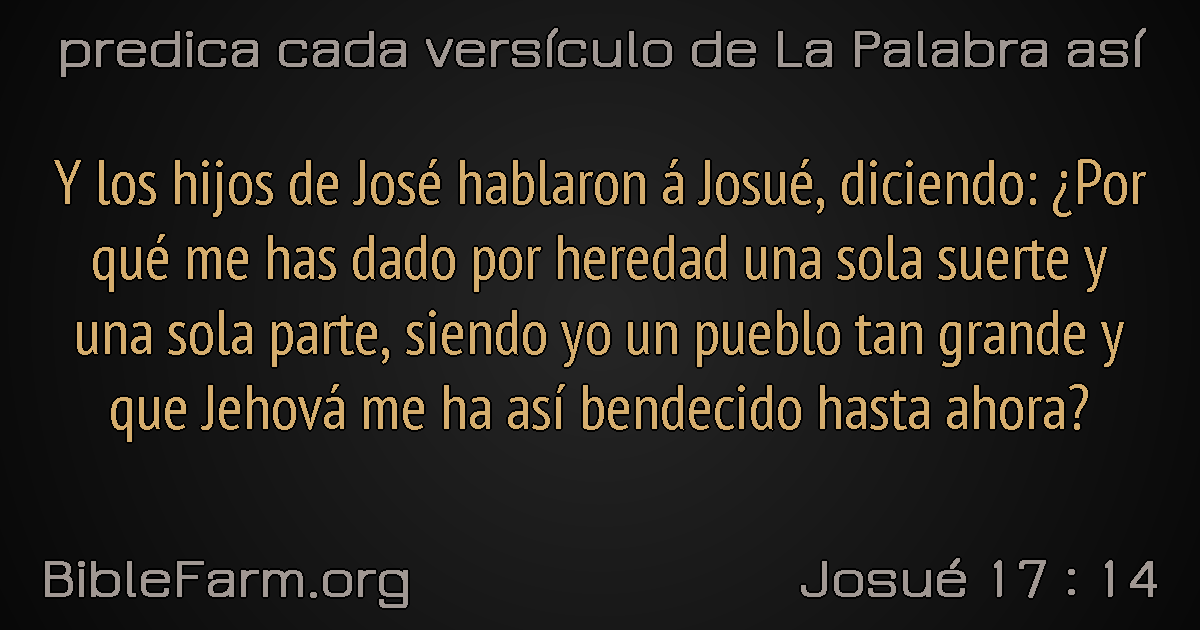 predica cada versículo de La Palabra así
Y los hijos de José hablaron á Josué, diciendo: ¿Por
qué me has dado por heredad una sola suerte y
una sola parte, siendo yo un pueblo tan grande y
que Jehová me ha así bendecido hasta ahora?
BibleFarm.org
Josué 17 : 14